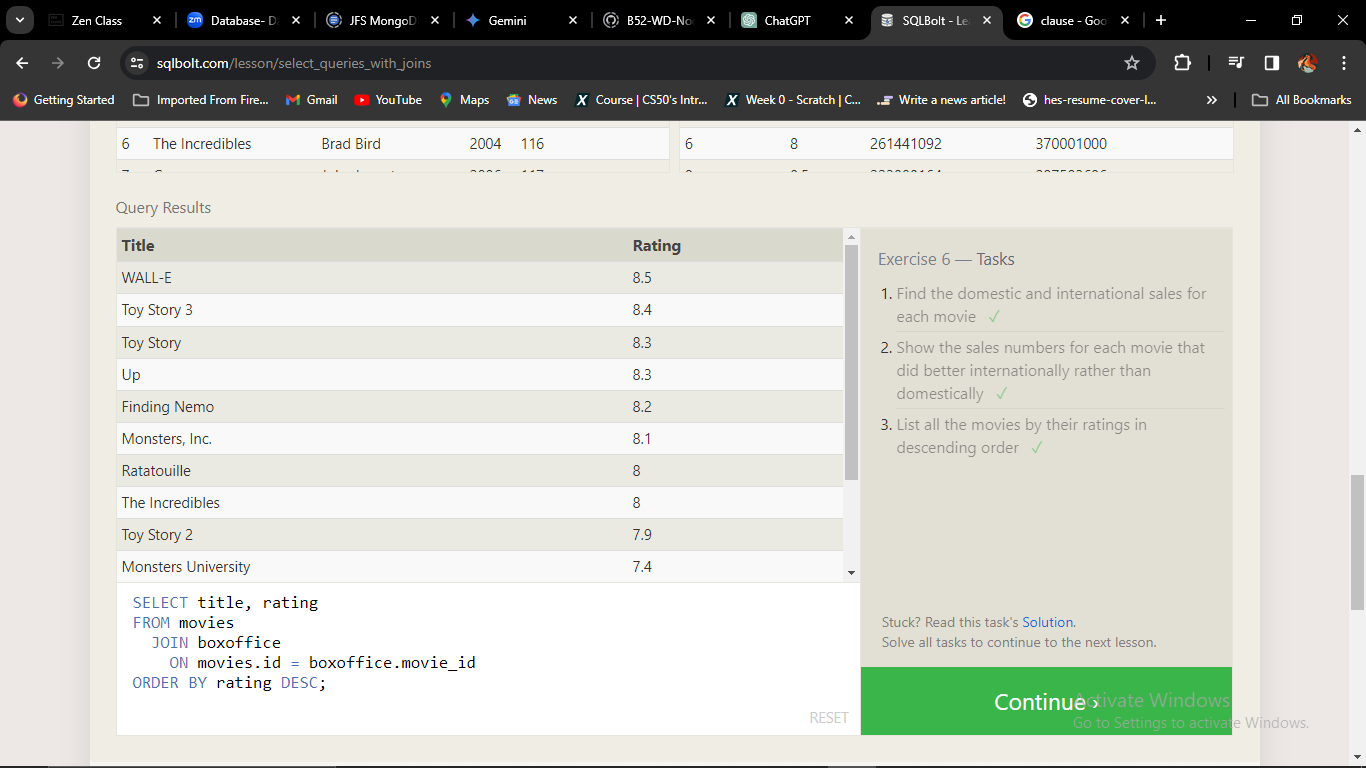 Zen Class
Database- Da
JFS MongoD
Gemini
B52-WD-No
ChatGPT
SQLBolt - Le
clause - Goo
sqlbolt.com/lesson/select_queries_with_joins
Getting Started
Imported From Fire...
Gmail
YouTube
Maps
News
Course | CS50's Intr...
Week 0 - Scratch | C...
Write a news article!
hes-resume-cover-l...
All Bookmarks
6 The Incredibles Brad Bird 2004 116
6 8 261441092 370001000
Query Results
Title Rating
WALL-E 8.5
Toy Story 3 8.4
Toy Story 8.3
Up 8.3
Finding Nemo 8.2
Monsters, Inc. 8.1
Ratatouille 8
The Incredibles 8
Toy Story 2 7.9
Monsters University 7.4
SELECT title, rating
FROM movies
JOIN boxoffice
ON movies.id = boxoffice.movie_id
ORDER BY rating DESC;
RESET
Exercise 6 — Tasks
1. Find the domestic and international sales for
each movie ✓
2. Show the sales numbers for each movie that
did better internationally rather than
domestically ✓
3. List all the movies by their ratings in
descending order ✓
Stuck? Read this task's Solution.
Solve all tasks to continue to the next lesson.
Continue ›
Activate Windows
Go to Settings to activate Windows.